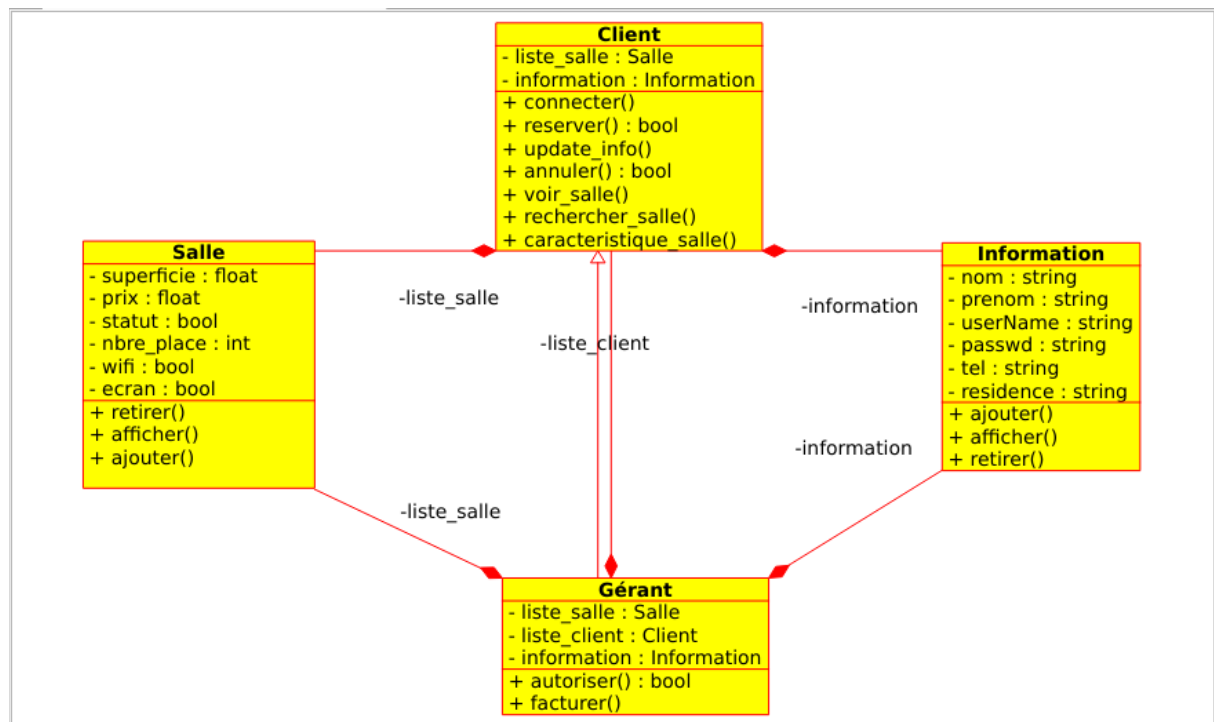 Client
- liste_salle : Salle
- information : Information
+ connecter()
+ reserver() : bool
+ update_info()
+ annuler() : bool
+ voir_salle()
+ rechercher_salle()
+ caracteristique_salle()
Salle
- superficie : float
- prix : float
- statut : bool
- nbre_place : int
- wifi : bool
- ecran : bool
+ retirer()
+ afficher()
+ ajouter()
-liste_salle
-liste_client
-information
Information
- nom : string
- prenom : string
- userName : string
- passwd : string
- tel : string
- residence : string
+ ajouter()
+ afficher()
+ retirer()
-information
-liste_salle
Gérant
- liste_salle : Salle
- liste_client : Client
- information : Information
+ autoriser() : bool
+ facturer()